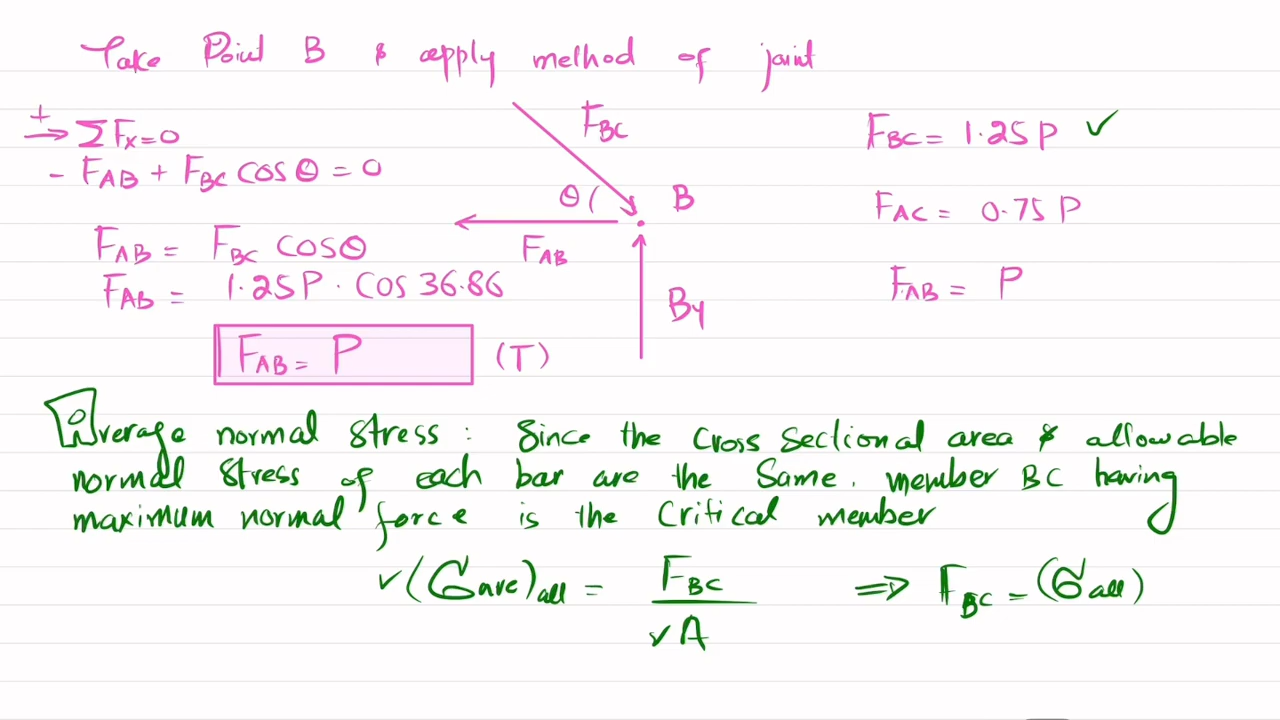 Take Point B & apply method of joint
+
→ ΣFx=0
- FAB + FBC cos θ = 0
FAB = FBC cosθ
FAB = 1.25P · cos 36.86
FAB = P (T)
FBC
θ
B
FAB
By
FBC = 1.25P ✓
FAC = 0.75 P
FAB = P
Average normal stress : Since the cross sectional area & allowable
normal stress of each bar are the same. member BC having
maximum normal force is the critical member
✓(σave)all = FBC / ✓A ⇒ FBC = (σall)